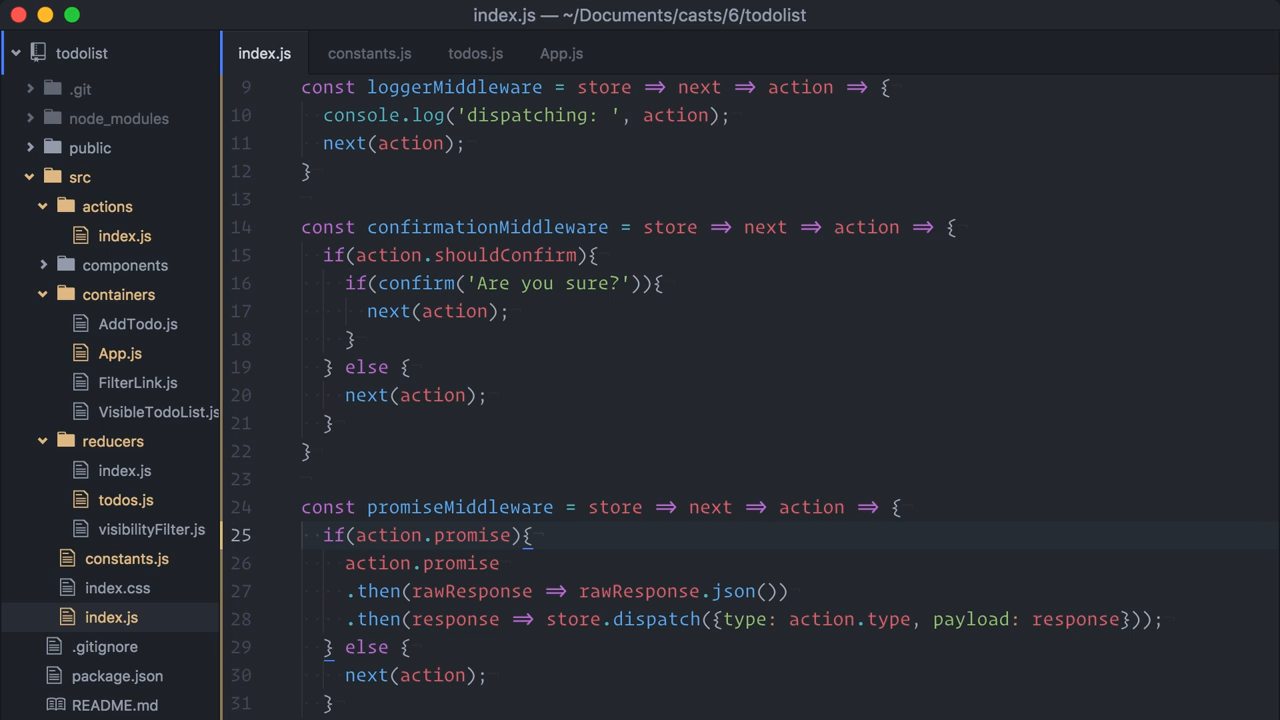 index.js — ~/Documents/casts/6/todolist
todolist
.git
node_modules
public
src
actions
index.js
components
containers
AddTodo.js
App.js
FilterLink.js
VisibleTodoList.js
reducers
index.js
todos.js
visibilityFilter.js
constants.js
index.css
index.js
.gitignore
package.json
README.md
index.js constants.js todos.js App.js
9 const loggerMiddleware = store => next => action => {
10 console.log('dispatching: ', action);
11 next(action);
12 }
13
14 const confirmationMiddleware = store => next => action => {
15 if(action.shouldConfirm){
16 if(confirm('Are you sure?')){
17 next(action);
18 }
19 } else {
20 next(action);
21 }
22 }
23
24 const promiseMiddleware = store => next => action => {
25 if(action.promise){
26 action.promise
27 .then(rawResponse => rawResponse.json())
28 .then(response => store.dispatch({type: action.type, payload: response}));
29 } else {
30 next(action);
31 }